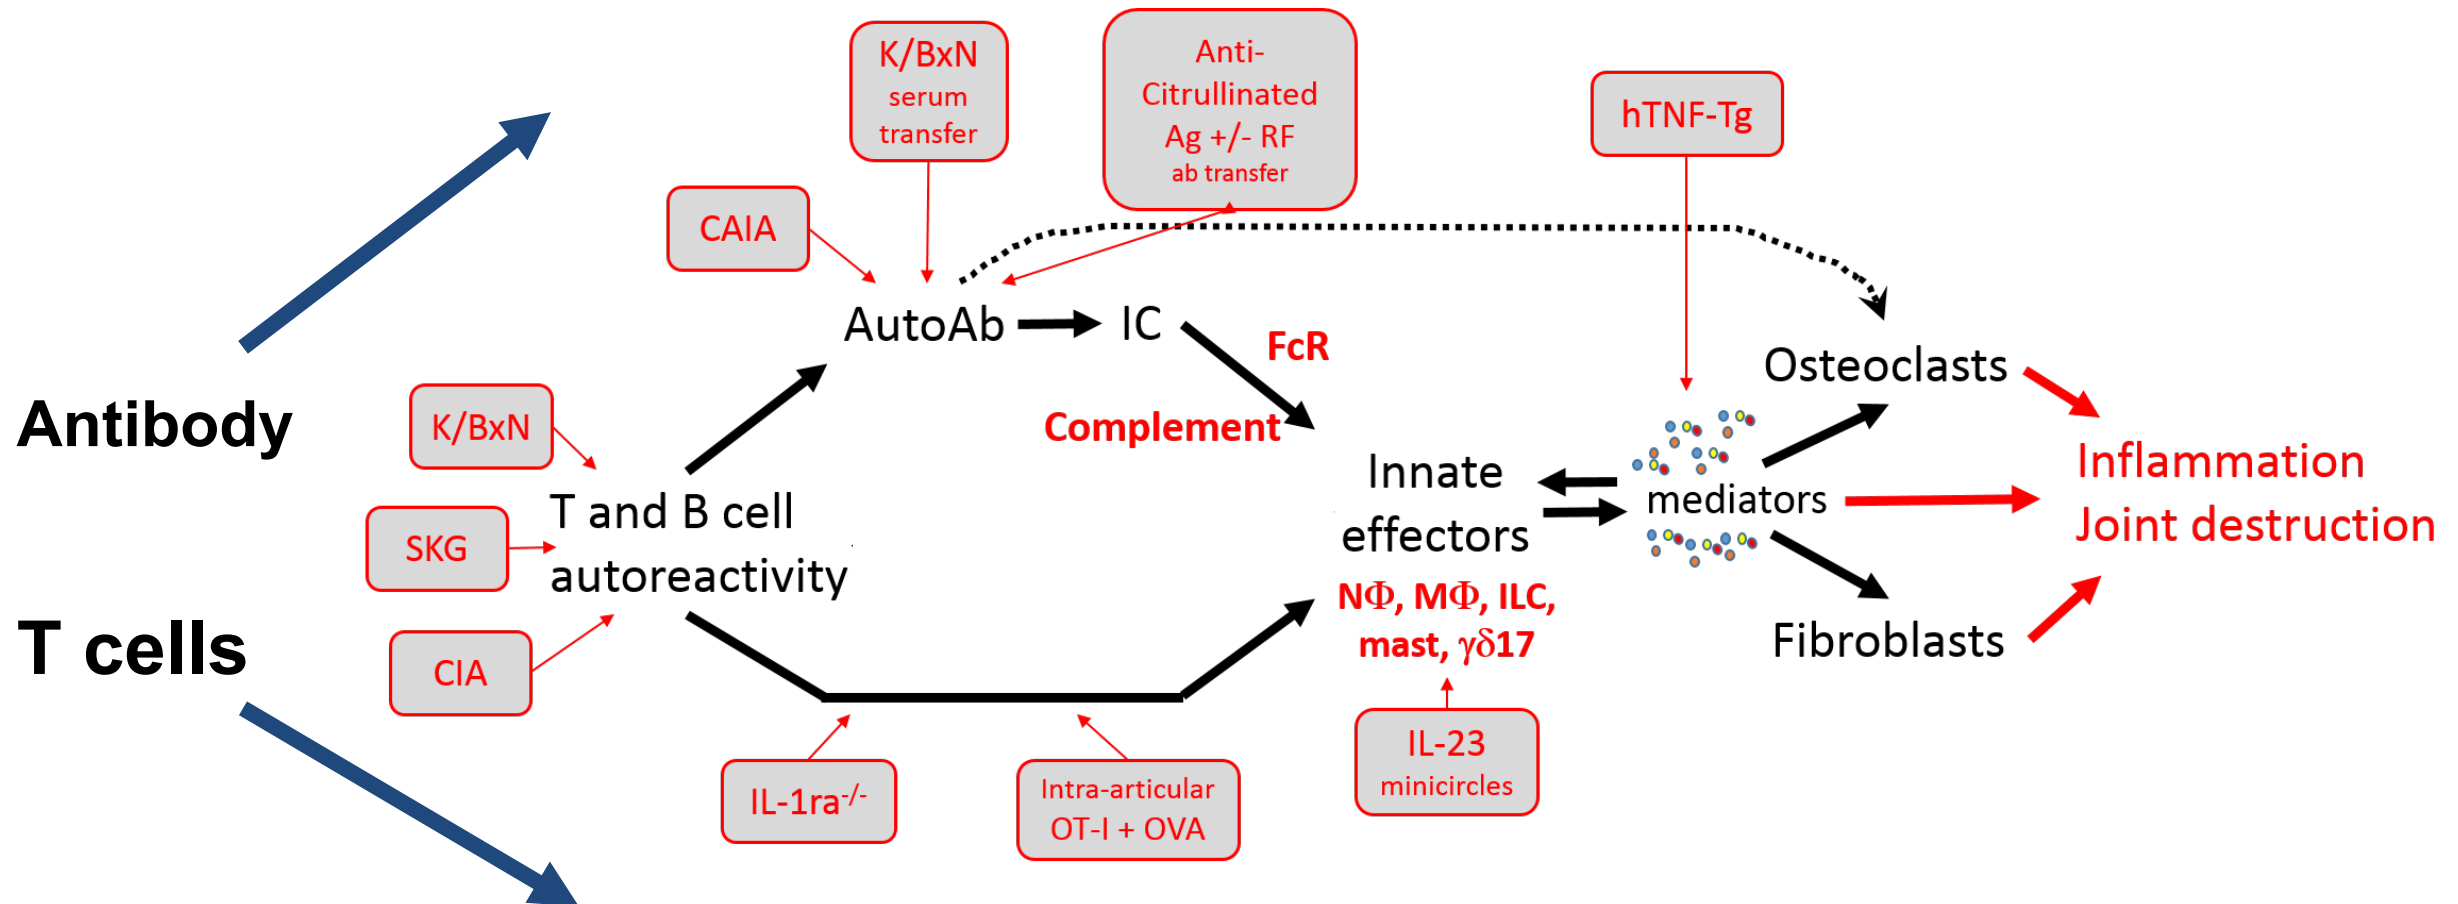 K/BxN
serum
transfer
Anti-
Citrullinated
Ag +/- RF
ab transfer
hTNF-Tg
CAIA
AutoAb
IC
FcR
Complement
Osteoclasts
Antibody
K/BxN
T and B cell
autoreactivity
SKG
CIA
T cells
Innate
effectors
NΦ, MΦ, ILC,
mast, γδ17
mediators
Inflammation
Joint destruction
Fibroblasts
IL-1ra-/-
Intra-articular
OT-I + OVA
IL-23
minicircles